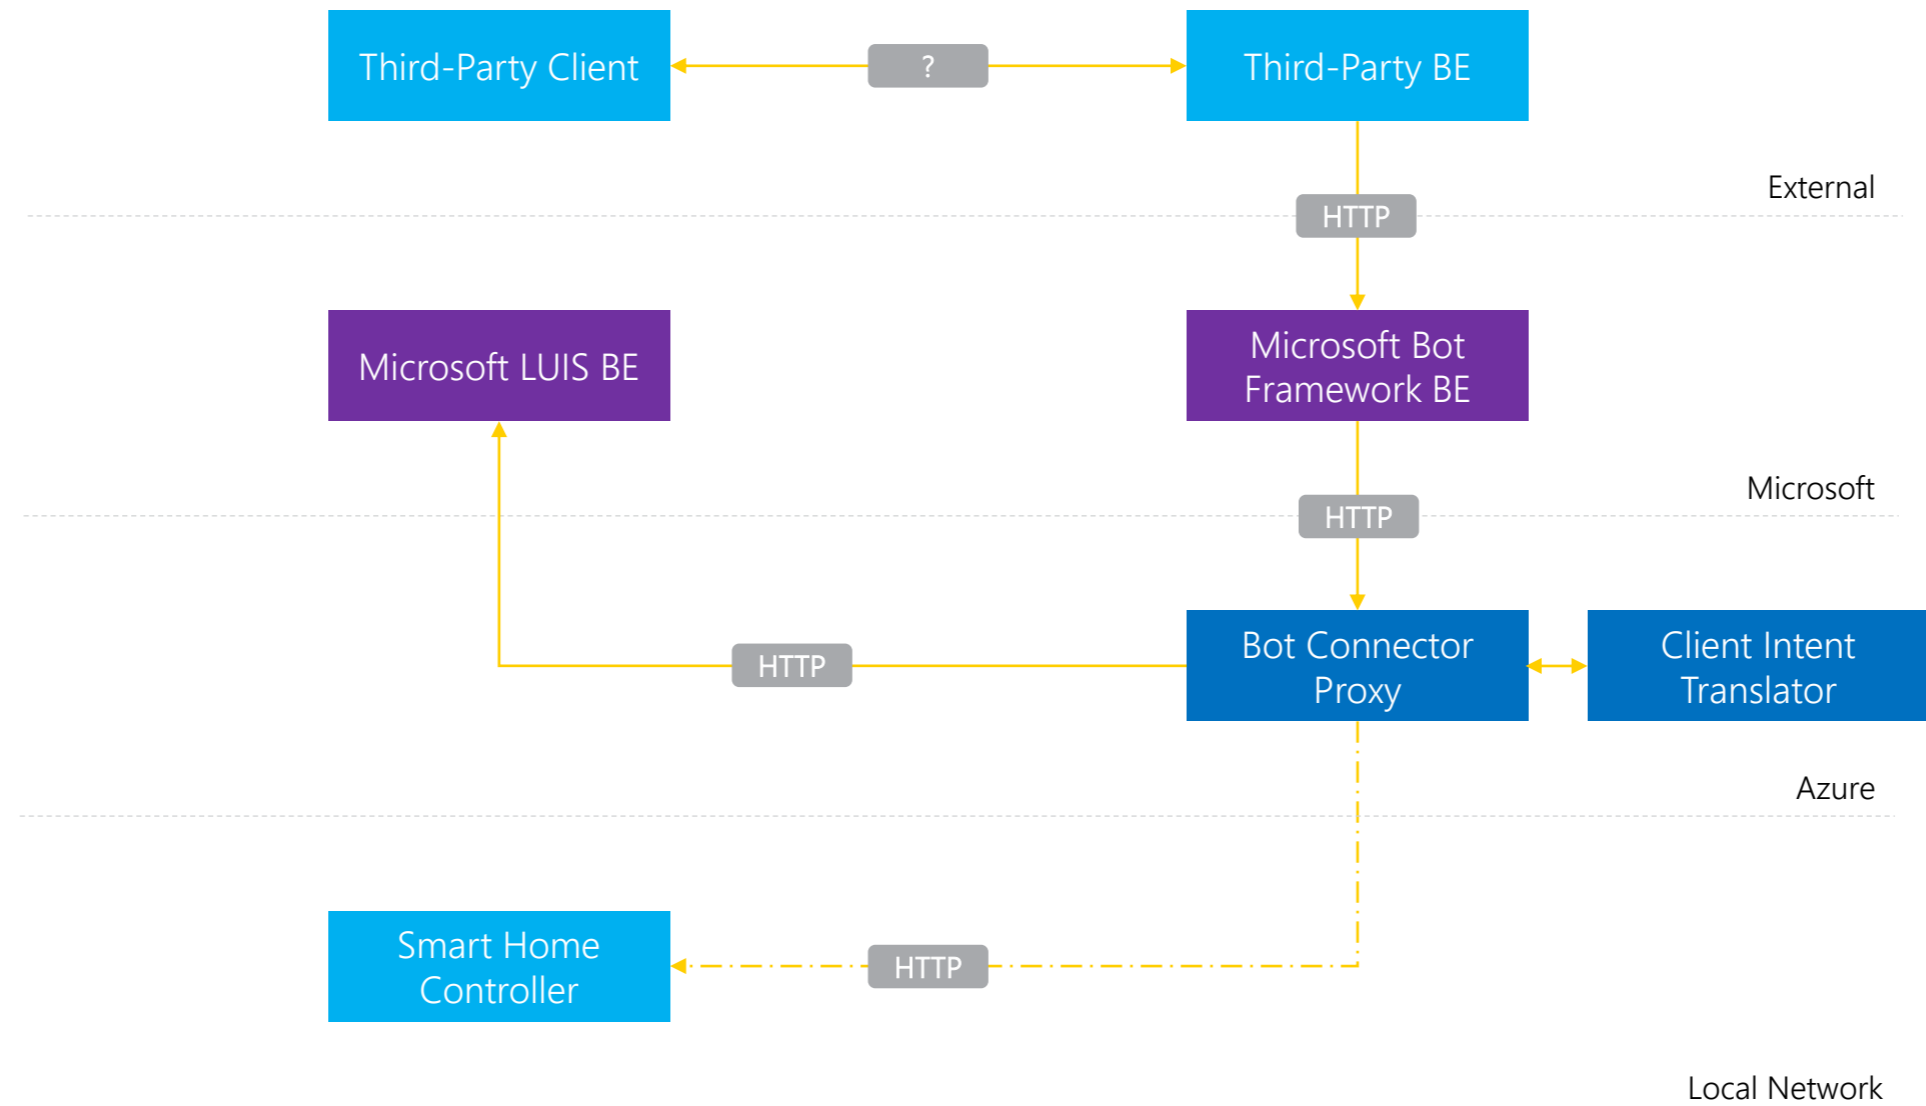 Third-Party Client
?
Third-Party BE
External
HTTP
Microsoft LUIS BE
Microsoft Bot
Framework BE
Microsoft
HTTP
HTTP
Bot Connector
Proxy
Client Intent
Translator
Azure
Smart Home
Controller
HTTP
Local Network